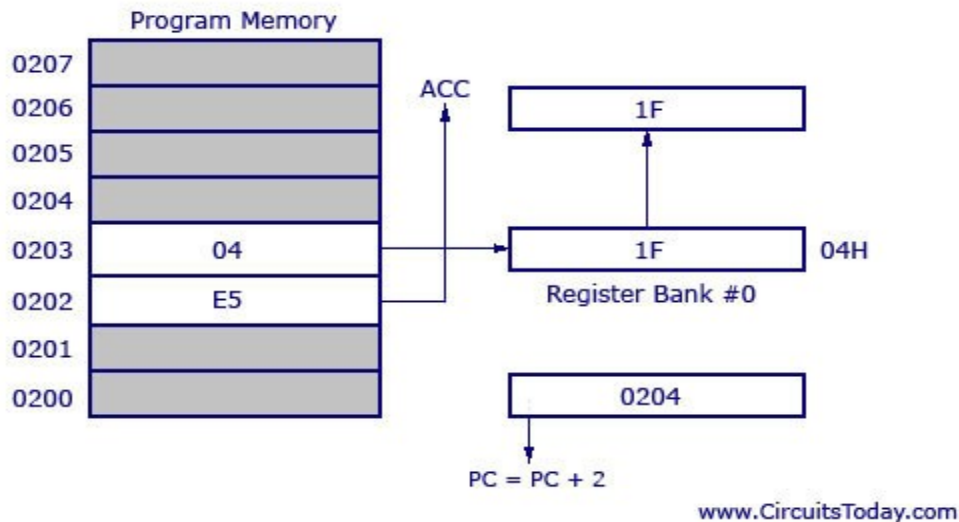 Program Memory
0207
0206
0205
0204
0203 04
0202 E5
0201
0200
ACC
1F
1F 04H
Register Bank #0
0204
PC = PC + 2
www.CircuitsToday.com